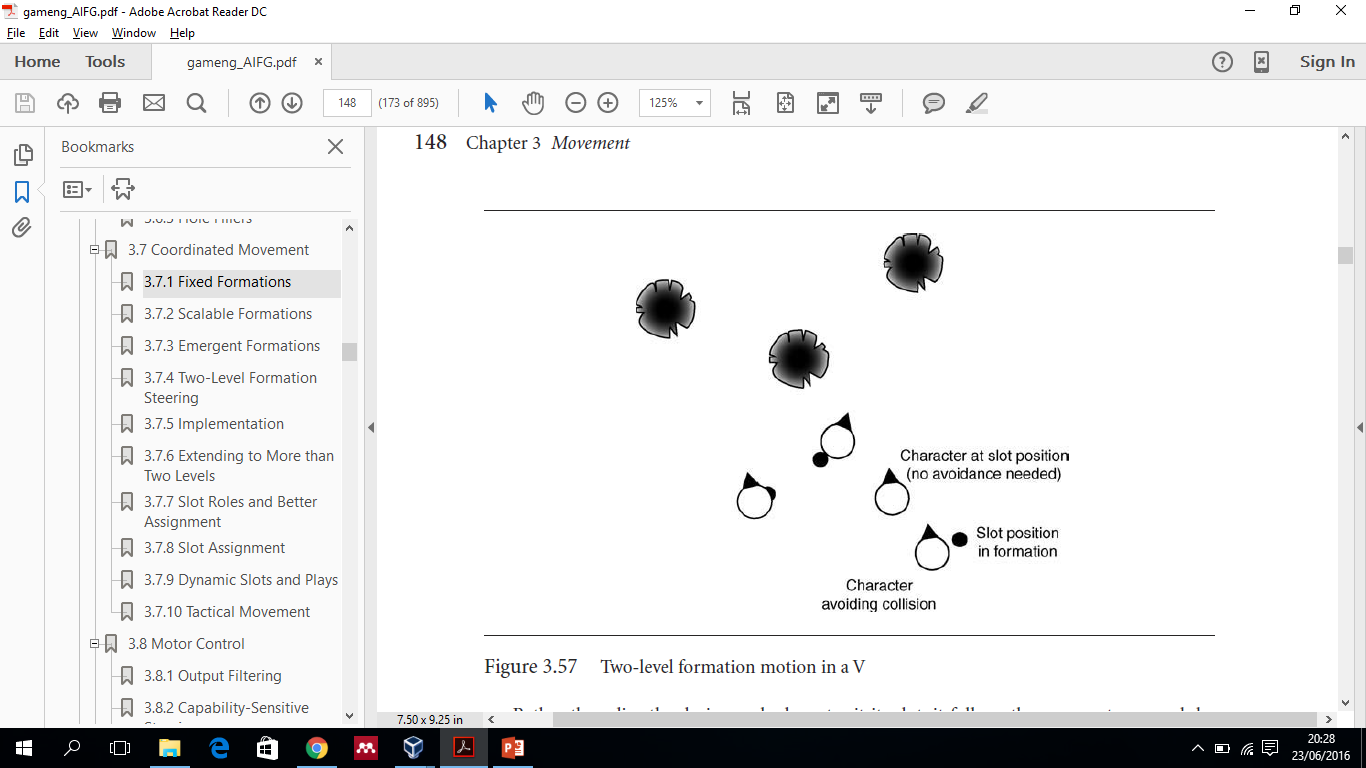 gameng_AIFG.pdf - Adobe Acrobat Reader DC
File Edit View Window Help
Home Tools gameng_AIFG.pdf × Sign In
148 (173 of 895) 125%
Bookmarks
3.7 Coordinated Movement
3.7.1 Fixed Formations
3.7.2 Scalable Formations
3.7.3 Emergent Formations
3.7.4 Two-Level Formation
Steering
3.7.5 Implementation
3.7.6 Extending to More than
Two Levels
3.7.7 Slot Roles and Better
Assignment
3.7.8 Slot Assignment
3.7.9 Dynamic Slots and Plays
3.7.10 Tactical Movement
3.8 Motor Control
3.8.1 Output Filtering
3.8.2 Capability-Sensitive
148 Chapter 3 Movement
Character at slot position
(no avoidance needed)
Slot position
in formation
Character
avoiding collision
Figure 3.57 Two-level formation motion in a V
7.50 x 9.25 in
20:28
23/06/2016